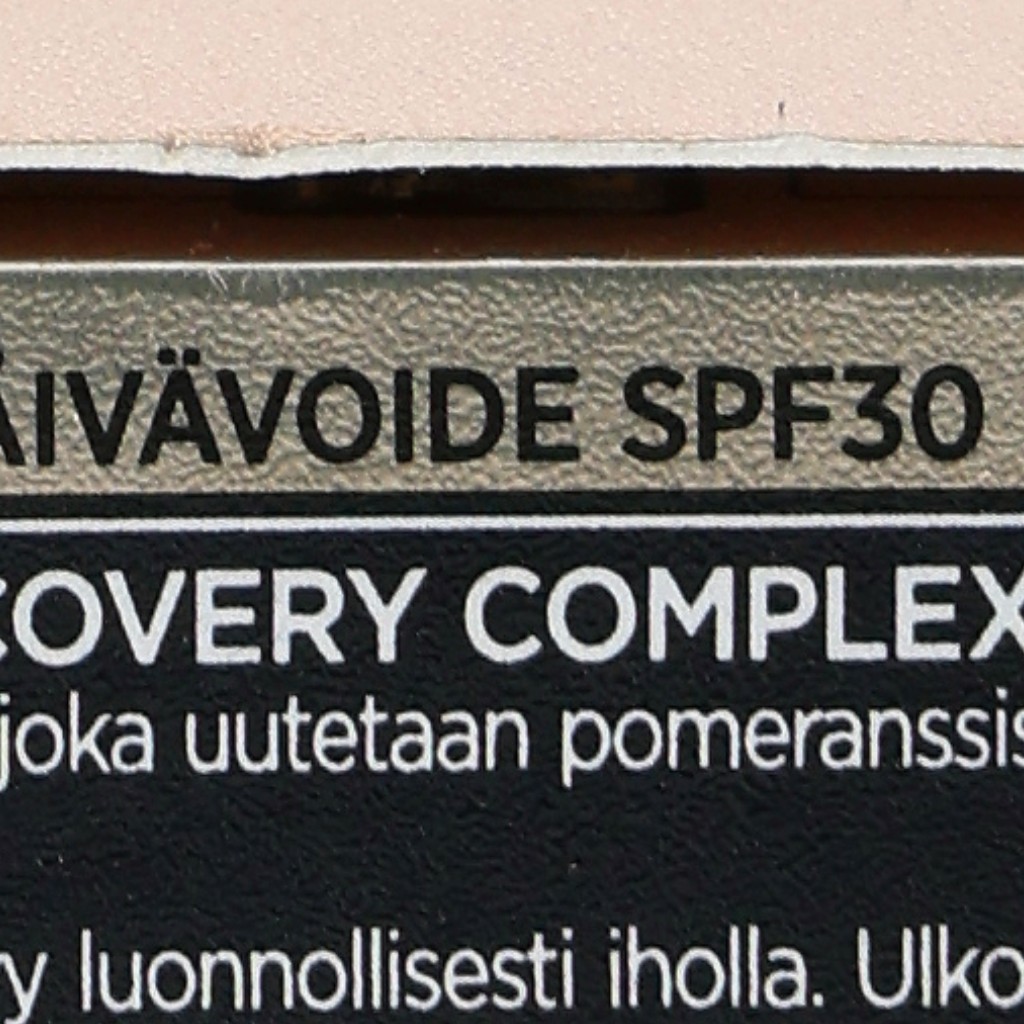 ÄIVÄVOIDE SPF30
COVERY COMPLEX
joka uutetaan pomeranssis
y luonnollisesti iholla. Ulko